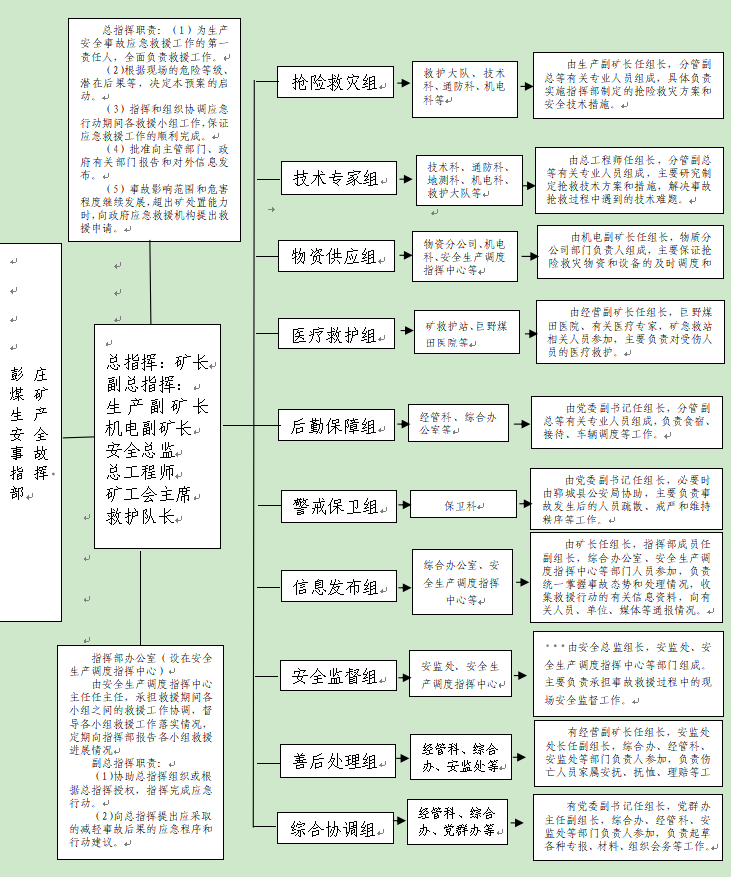 总指挥职责：（1）为生产
安全事故应急救援工作的第一
责任人，全面负责救援工作。
（2）根据现场的危险等级、
潜在后果等，决定本预案的启
动。
（3）指挥和组织协调应急
行动期间各救援小组工作，保证
应急救援工作的顺利完成。
（4）批准向主管部门、政
府有关部门报告和对外信息发
布。
（5）事故影响范围和危害
程度继续发展，超出矿处置能力
时，向政府应急救援机构提出救
援申请。
彭庄
煤矿
生产
安全
事故
指挥
部
总指挥：矿长
副总指挥：
生产副矿长
机电副矿长
安全总监
总工程师
矿工会主席
救护队长
指挥部办公室（设在安全
生产调度指挥中心）
由安全生产调度指挥中心
主任任主任，承担救援期间各
小组之间的救援工作协调，督
导各小组救援工作落实情况，
定期向指挥部报告各小组救援
进展情况
副总指挥职责：
（1）协助总指挥组织或根
据总指挥授权，指挥完成应急
行动。
（2）向总指挥提出应采取
的减轻事故后果的应急程序和
行动建议。
抢险救灾组
救护大队、技术
科、通防科、机电
科等
由生产副矿长任组长，分管副
总等有关专业人员组成，具体负责
实施指挥部制定的抢险救灾方案和
安全技术措施。
技术专家组
技术科、通防科、
地测科、机电科、
救护大队等
由总工程师任组长，分管副总
等有关专业人员组成，主要研究制
定抢救技术方案和措施，解决事故
抢救过程中遇到的技术难题。
物资供应组
物资分公司、机电
科、安全生产调度
指挥中心等
由机电副矿长任组长，物质分
公司部门负责人组成，主要保证抢
险救灾物资和设备的及时调度和
医疗救护组
矿救护站、巨野煤
田医院等
由经营副矿长任组长，巨野煤
田医院、有关医疗专家，矿急救站
相关人员参加，主要负责对受伤人
员的医疗救护。
后勤保障组
经管科、综合办
公室等
由党委副书记任组长，分管副
总等有关专业人员组成，负责食宿、
接待、车辆调度等工作。
警戒保卫组
保卫科
由党委副书记任组长，必要时
由郓城县公安局协助，主要负责事
故发生后的人员疏散、戒严和维持
秩序等工作。
信息发布组
综合办公室、安
全生产调度指挥
中心等
由矿长任组长，指挥部成员任
副组长，综合办公室、安全生产调
度指挥中心等部门人员参加，负责
统一掌握事故态势和处理情况，收
集救援行动的有关信息资料，向有
关人员、单位、媒体等通报情况。
安全监督组
安监处、安全生
产调度指挥中心
由安全总监组长，安监处、安
全生产调度指挥中心等部门组成。
主要负责承担事故救援过程中的现
场安全监督工作。
善后处理组
经管科、综合
办、安监处等
有经营副矿长任组长，安监处
处长任副组长，综合办、经管科、
安监处等部门负责人参加，负责伤
亡人员家属安抚、抚恤、理赔等工
综合协调组
经管科、综合
办、党群办等
有党委副书记任组长，党群办
主任副组长，综合办、经管科、安
监处等部门负责人参加，负责起草
各种专报、材料、组织会务等工作。